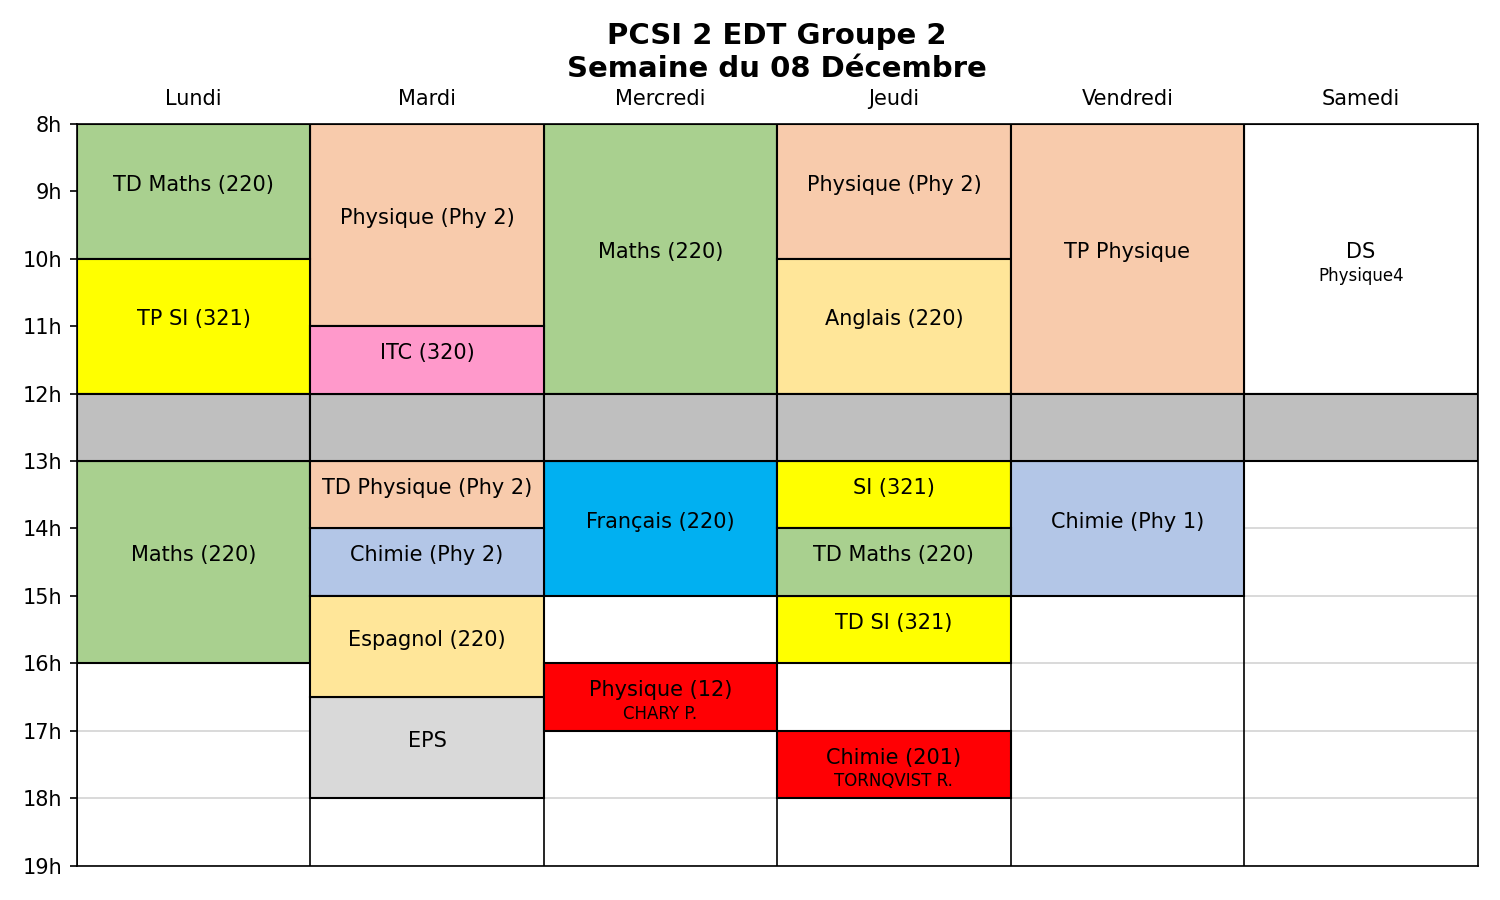 PCSI 2 EDT Groupe 2
Semaine du 08 Décembre
Lundi Mardi Mercredi Jeudi Vendredi Samedi
8h
9h
10h
11h
12h
13h
14h
15h
16h
17h
18h
19h
TD Maths (220)
TP SI (321)
Maths (220)
Physique (Phy 2)
ITC (320)
TD Physique (Phy 2)
Chimie (Phy 2)
Espagnol (220)
EPS
Maths (220)
Français (220)
Physique (12)
CHARY P.
Physique (Phy 2)
Anglais (220)
SI (321)
TD Maths (220)
TD SI (321)
Chimie (201)
TORNQVIST R.
TP Physique
Chimie (Phy 1)
DS
Physique4